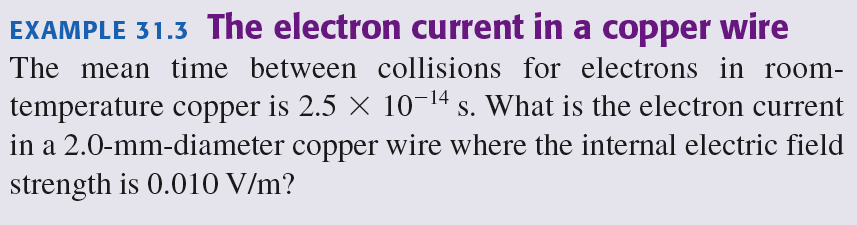 EXAMPLE 31.3 The electron current in a copper wire
The mean time between collisions for electrons in room-
temperature copper is 2.5 × 10⁻¹⁴ s. What is the electron current
in a 2.0-mm-diameter copper wire where the internal electric field
strength is 0.010 V/m?